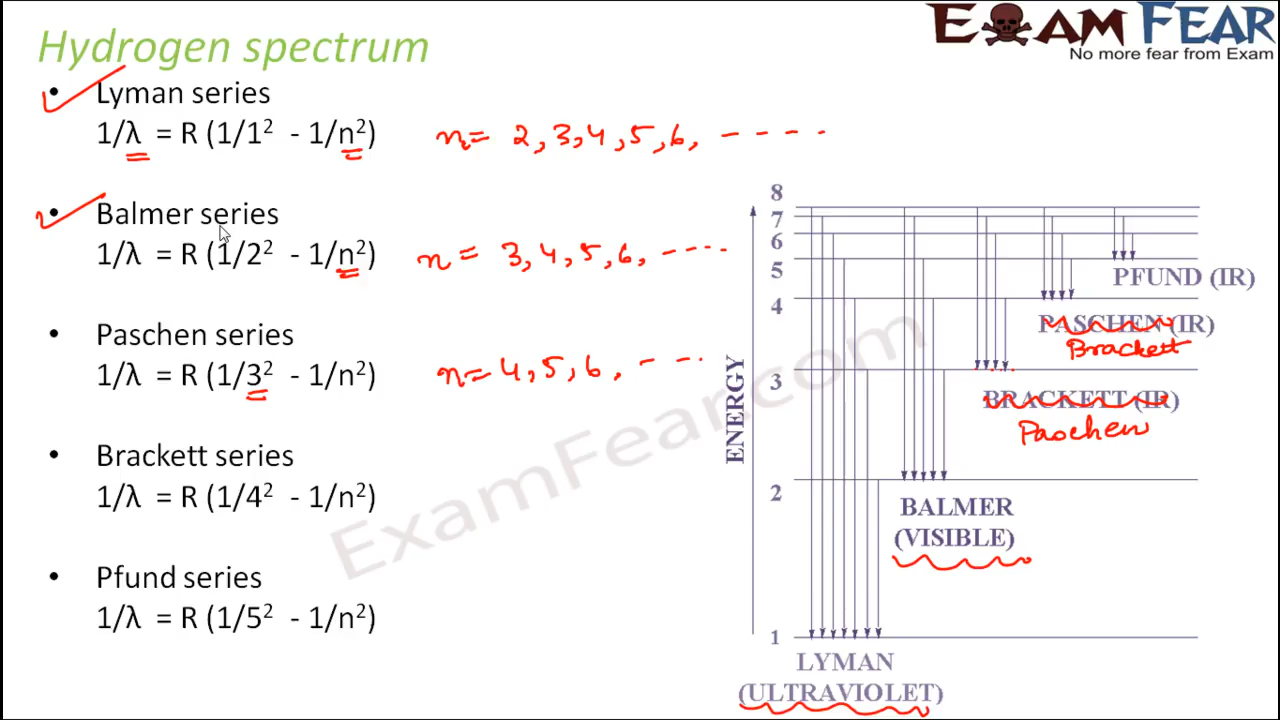 Hydrogen spectrum
EXAM FEAR
No more fear from Exam
• Lyman series
1/λ = R (1/1² - 1/n²) n= 2, 3, 4, 5, 6, - - - -
• Balmer series
1/λ = R (1/2² - 1/n²) n = 3, 4, 5, 6, - - - -
• Paschen series
1/λ = R (1/3² - 1/n²) n= 4, 5, 6, - - - -
• Brackett series
1/λ = R (1/4² - 1/n²)
• Pfund series
1/λ = R (1/5² - 1/n²)
ExamFear.com
ENERGY
8
7
6
5
4
3
2
1
PFUND (IR)
PASCHEN (IR)
Brackett
BRACKETT (IR)
Paschen
BALMER
(VISIBLE)
LYMAN
(ULTRAVIOLET)